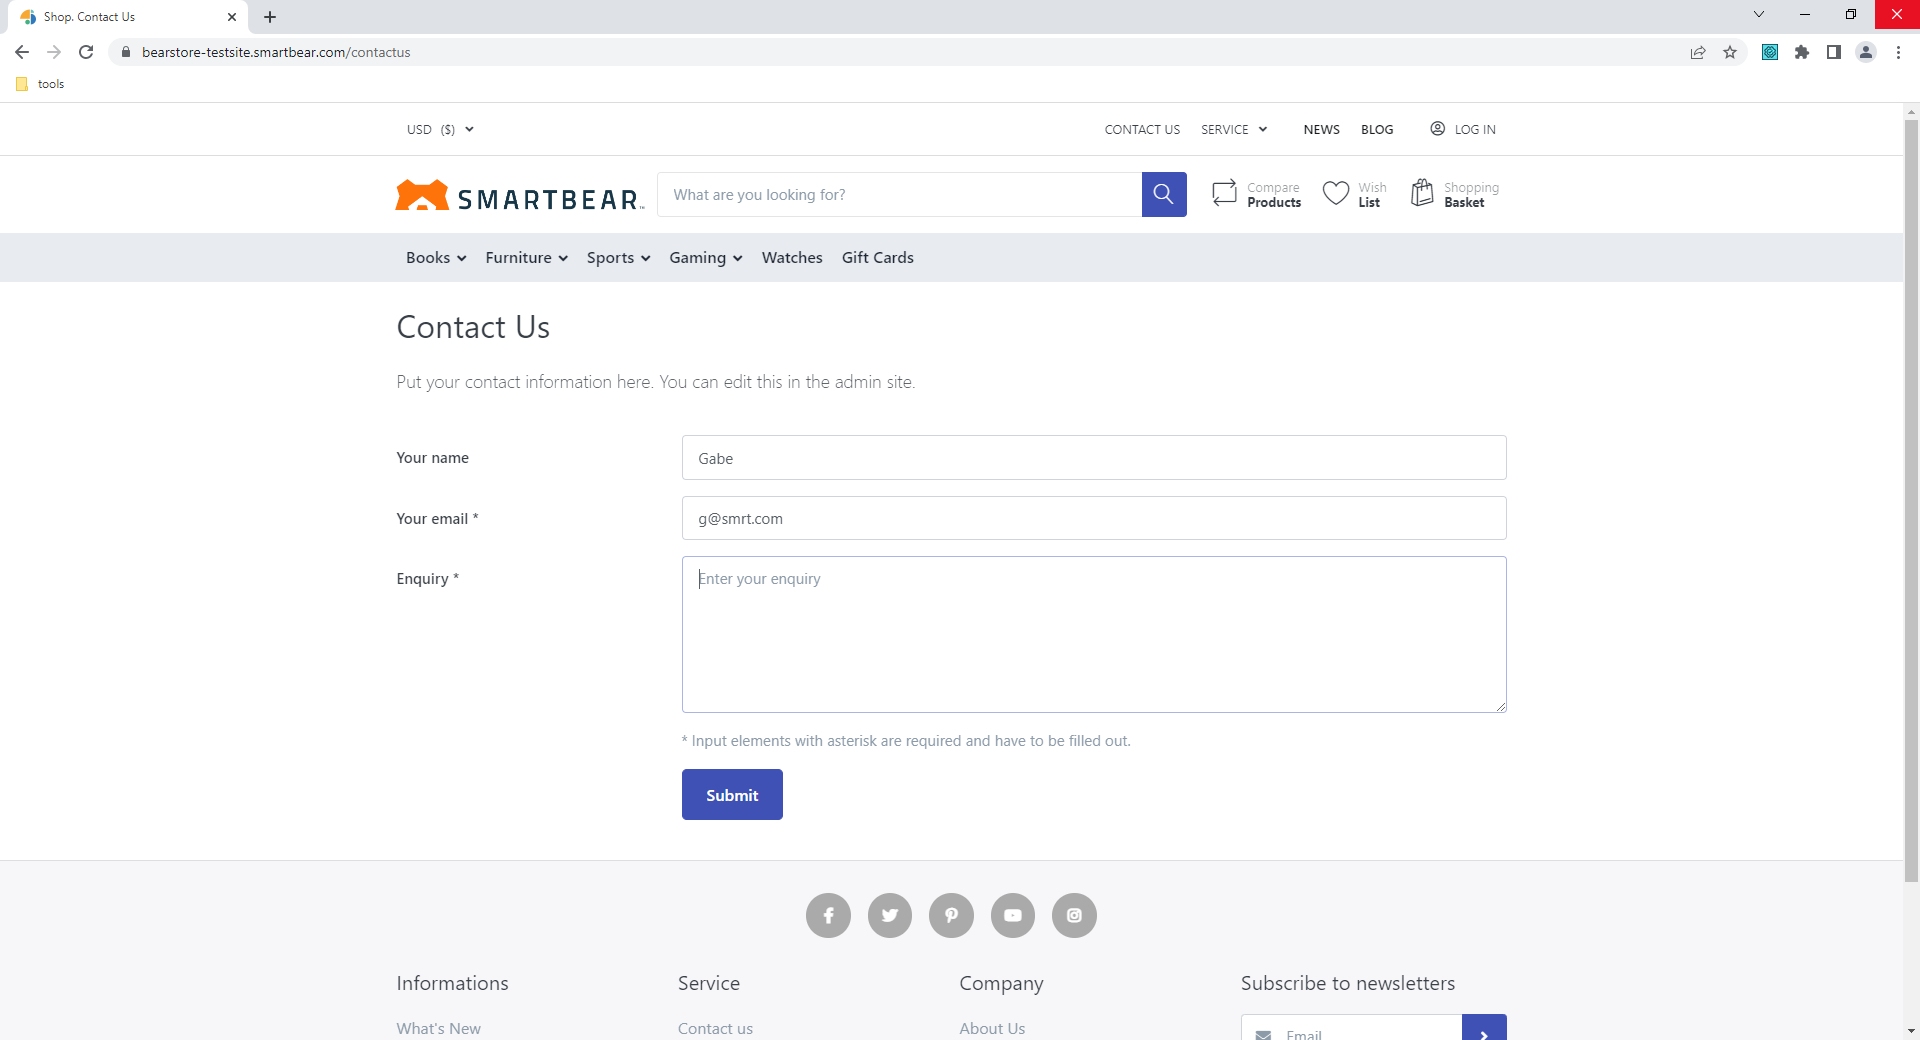 Shop. Contact Us
bearstore-testsite.smartbear.com/contactus
tools
USD ($)
CONTACT US SERVICE NEWS BLOG LOG IN
SMARTBEAR™
What are you looking for?
Compare Products
Wish List
Shopping Basket
Books Furniture Sports Gaming Watches Gift Cards
Contact Us
Put your contact information here. You can edit this in the admin site.
Your name Gabe
Your email * g@smrt.com
Enquiry * Enter your enquiry
* Input elements with asterisk are required and have to be filled out.
Submit
Informations Service Company Subscribe to newsletters
What's New Contact us About Us Email